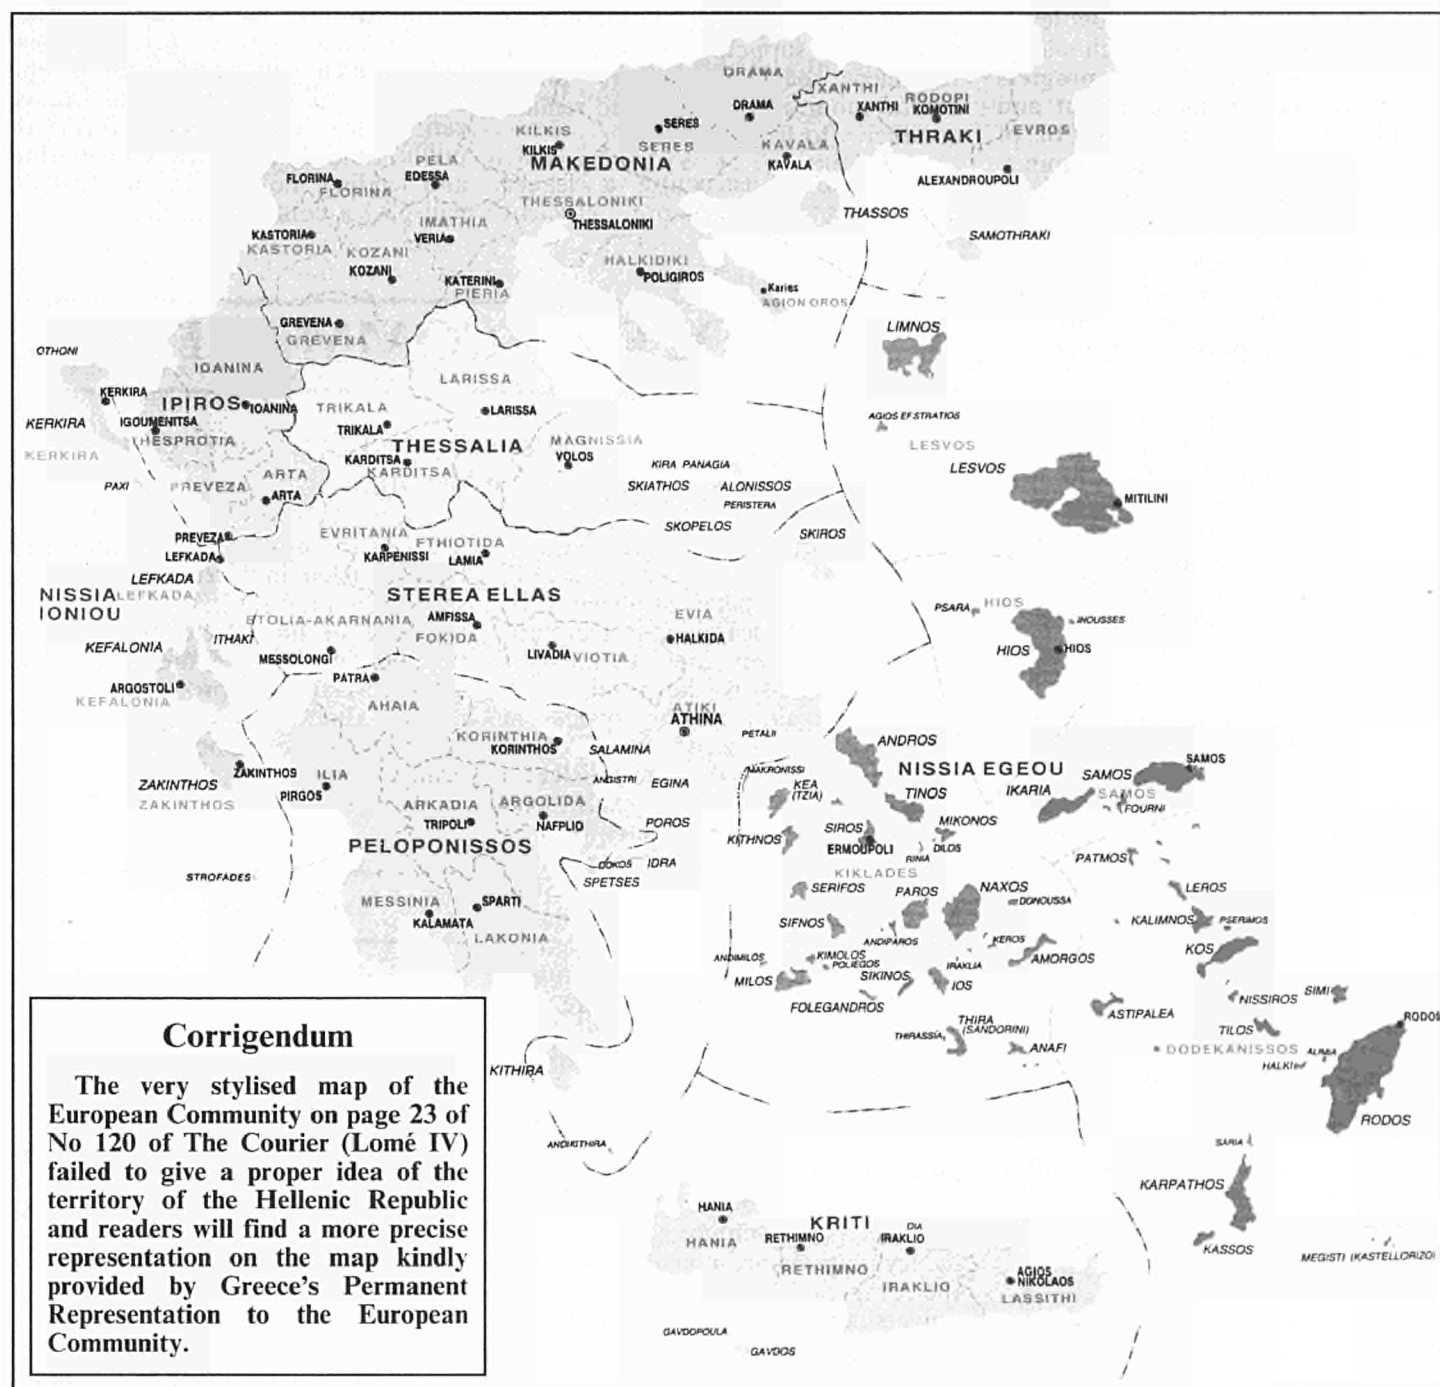 DRAMA
XANTHI
RODOPI
DRAMA
XANTHI
KOMOTINI
SERES
THRAKI
EVROS
KILKIS
SERES
KAVALA
KILKIS
MAKEDONIA
KAVALA
PELA
EDESSA
ALEXANDROUPOLI
FLORINA
FLORINA
THESSALONIKI
THASSOS
IMATHIA
THESSALONIKI
SAMOTHRAKI
KASTORIA
VERIA
KASTORIA
KOZANI
HALKIDIKI
KOZANI
POLIGIROS
KATERINI
PIERIA
Karies
AGION OROS
GREVENA
GREVENA
LIMNOS
OTHONI
IOANINA
LARISSA
KERKIRA
IPIROS
IOANINA
TRIKALA
LARISSA
KERKIRA
IGOUMENITSA
TRIKALA
AGIOS EFSTRATIOS
THESPROTIA
THESSALIA
MAGNISSIA
LESVOS
KERKIRA
KARDITSA
VOLOS
LESVOS
KARDITSA
KIRA PANAGIA
PAXI
PREVEZA
ARTA
SKIATHOS
ALONISSOS
ARTA
PERISTERA
MITILINI
SKOPELOS
SKIROS
PREVEZA
EVRITANIA
FTHIOTIDA
LEFKADA
KARPENISSI
LAMIA
LEFKADA
NISSIA
IONIOU
LEFKADA
STEREA ELLAS
PSARA
HIOS
INOUSSES
ETOLIA-AKARNANIA
AMFISSA
EVIA
FOKIDA
HALKIDA
ITHAKI
KEFALONIA
MESSOLONGI
LIVADIA
VIOTIA
HIOS
HIOS
PATRA
ARGOSTOLI
KEFALONIA
AHAIA
ATIKI
ATHINA
KORINTHIA
KORINTHOS
SALAMINA
PETALII
ANDROS
ZAKINTHOS
ZAKINTHOS
ILIA
ANGISTRI
EGINA
MAKRONISSI
NISSIA EGEOU
SAMOS
SAMOS
ZAKINTHOS
PIRGOS
KEA
(TZIA)
TINOS
IKARIA
SAMOS
FOURNI
ARKADIA
ARGOLIDA
TRIPOLI
NAFPLIO
POROS
SIROS
MIKONOS
KITHNOS
ERMOUPOLI
DILOS
RINIA
PATMOS
PELOPONISSOS
DOKOS
IDRA
SPETSES
KIKLADES
STROFADES
SERIFOS
PAROS
NAXOS
DONOUSSA
LEROS
MESSINIA
SPARTI
KALAMATA
SIFNOS
KALIMNOS
PSERIMOS
LAKONIA
ANDIPAROS
KEROS
KOS
ANDIMILOS
KIMOLOS
POLIEGOS
IRAKLIA
AMORGOS
MILOS
SIKINOS
IOS
FOLEGANDROS
NISSIROS
SIMI
ASTIPALEA
THIRA
(SANDORINI)
THIRASSIA
TILOS
RODOS
ANAFI
DODEKANISSOS
ALIMIA
HALKI
KITHIRA
RODOS
ANDIKITHIRA
SARIA
KARPATHOS
HANIA
KRITI
DIA
HANIA
RETHIMNO
IRAKLIO
KASSOS
MEGISTI (KASTELLORIZO)
RETHIMNO
IRAKLIO
AGIOS
NIKOLAOS
LASSITHI
GAVDOPOULA
GAVDOS
Corrigendum
The very stylised map of the
European Community on page 23 of
No 120 of The Courier (Lomé IV)
failed to give a proper idea of the
territory of the Hellenic Republic
and readers will find a more precise
representation on the map kindly
provided by Greece's Permanent
Representation to the European
Community.